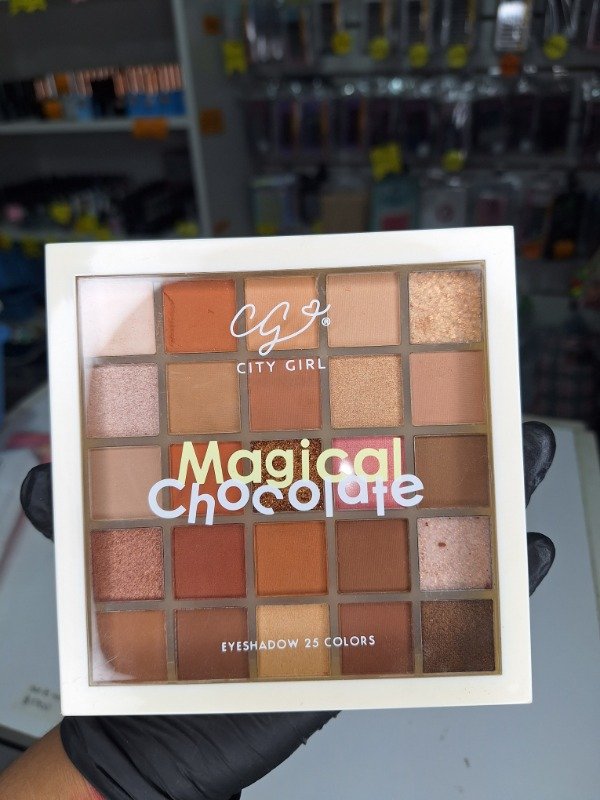 CG®
CITY GIRL
Magical
Chocolate
EYESHADOW 25 COLORS